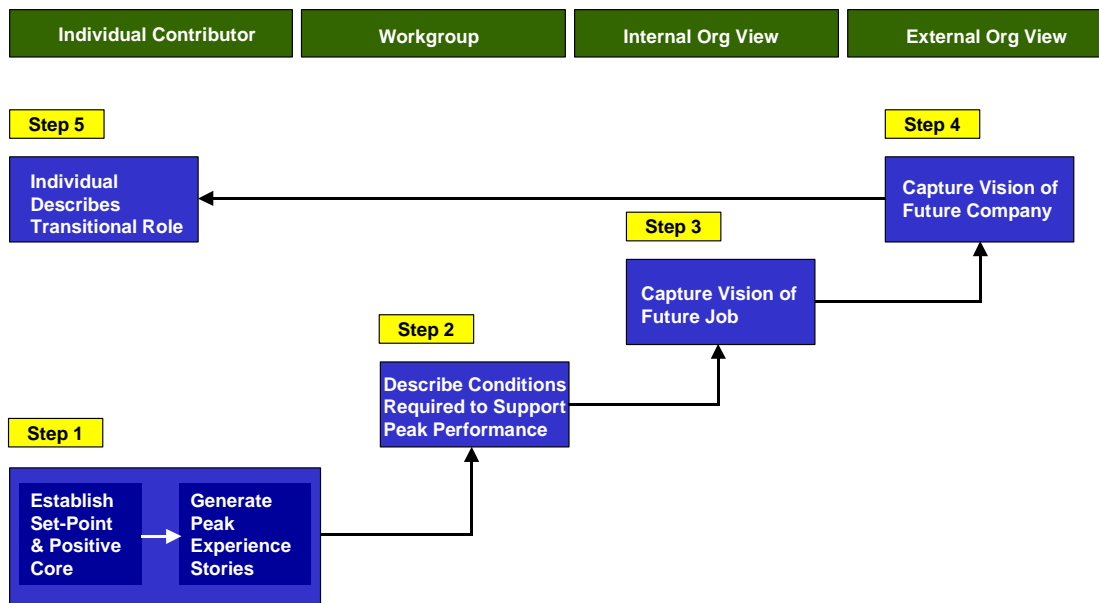 Individual Contributor
Workgroup
Internal Org View
External Org View
Step 5
Individual
Describes
Transitional Role
Step 4
Capture Vision of
Future Company
Step 3
Capture Vision of
Future Job
Step 2
Describe Conditions
Required to Support
Peak Performance
Step 1
Establish
Set-Point
& Positive
Core
Generate
Peak
Experience
Stories